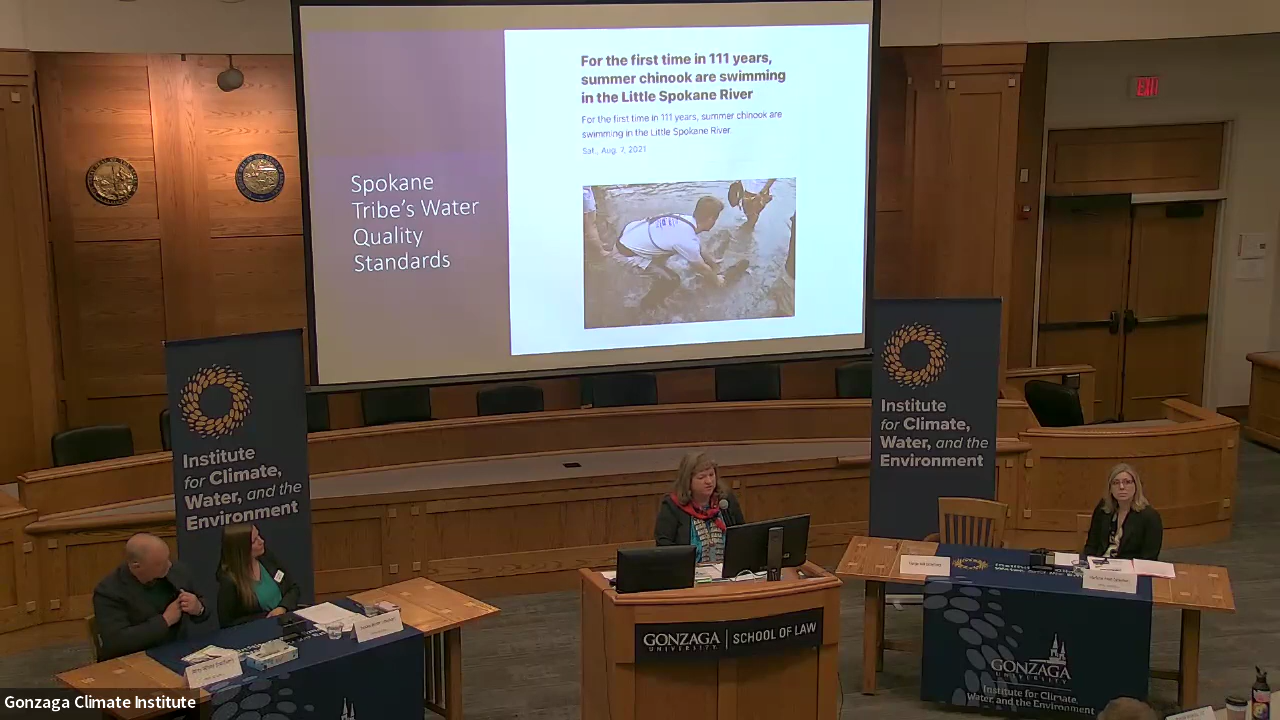 For the first time in 111 years,
summer chinook are swimming
in the Little Spokane River
For the first time in 111 years, summer chinook are
swimming in the Little Spokane River
Sat., Aug. 7, 2021
Spokane
Tribe's Water
Quality
Standards
EXIT
Institute
for Climate,
Water, and the
Environment
Institute
for Climate,
Water, and the
Environment
GONZAGA
UNIVERSITY
SCHOOL OF LAW
GONZAGA
UNIVERSITY
Institute for Climate,
Water, and the Environment
Gonzaga Climate Institute